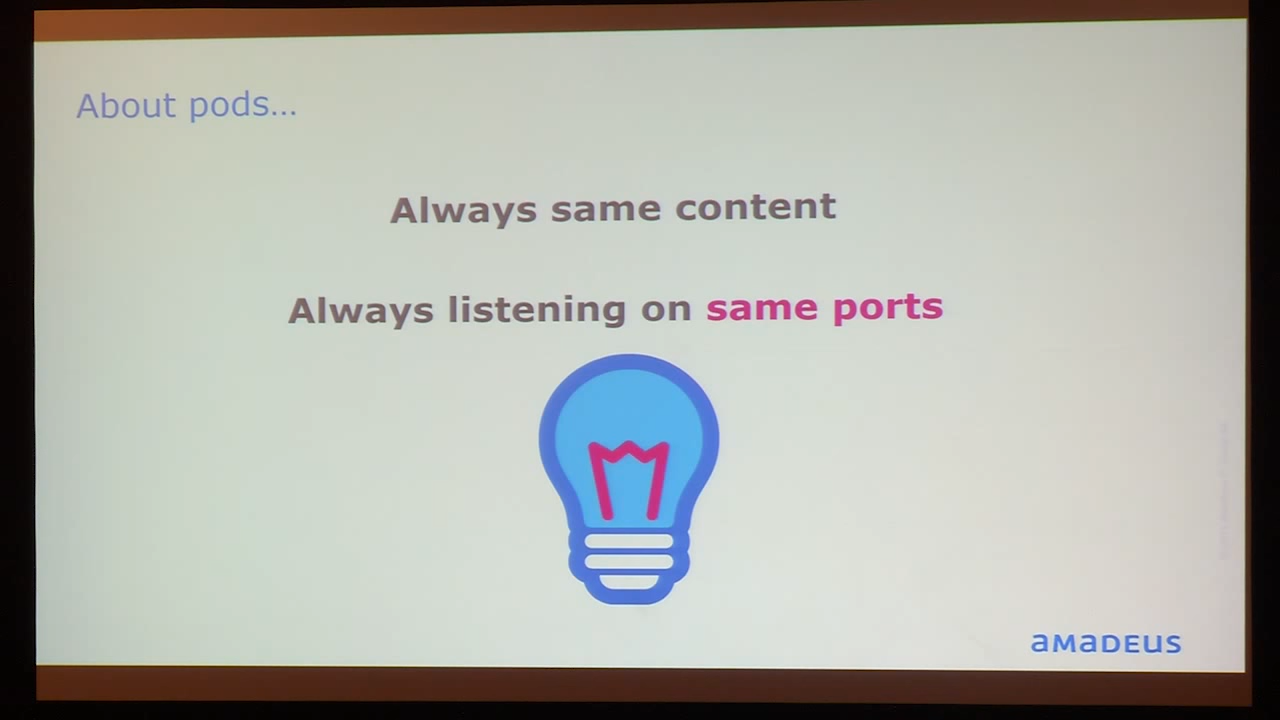 About pods...
Always same content
Always listening on same ports
aMaDEUS